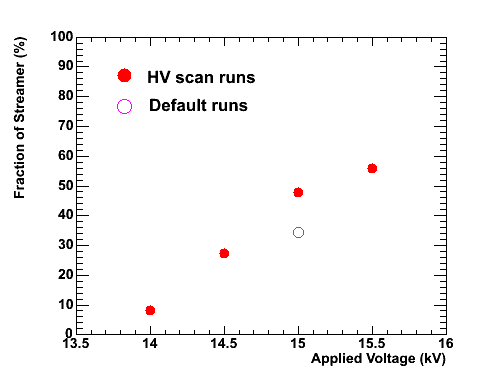 Fraction of Streamer (%)
100
90
80
70
60
50
40
30
20
10
0
HV scan runs
Default runs
13.5 14 14.5 15 15.5 16
Applied Voltage (kV)